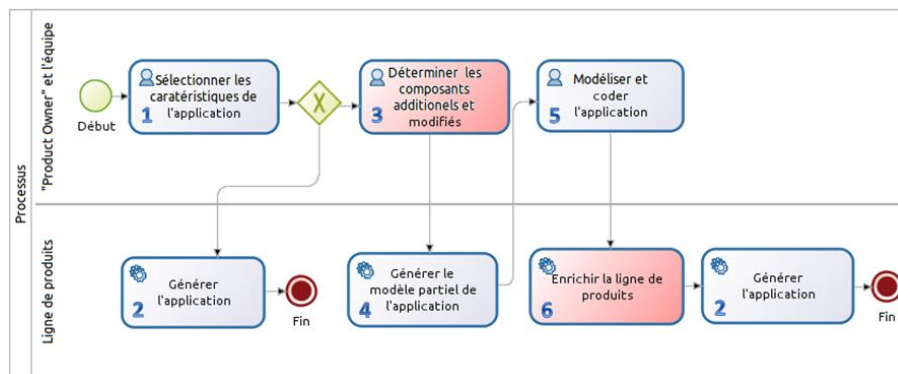 Processus
"Product Owner" et l'équipe
Début
Sélectionner les
caratéristiques de
l'application
1
X
Déterminer les
composants
additionels et
modifiés
3
Modéliser et
coder
l'application
5
Ligne de produits
Générer
l'application
2
Fin
Générer le
modèle partiel de
l'application
4
Enrichir la ligne de
produits
6
Générer
l'application
2
Fin